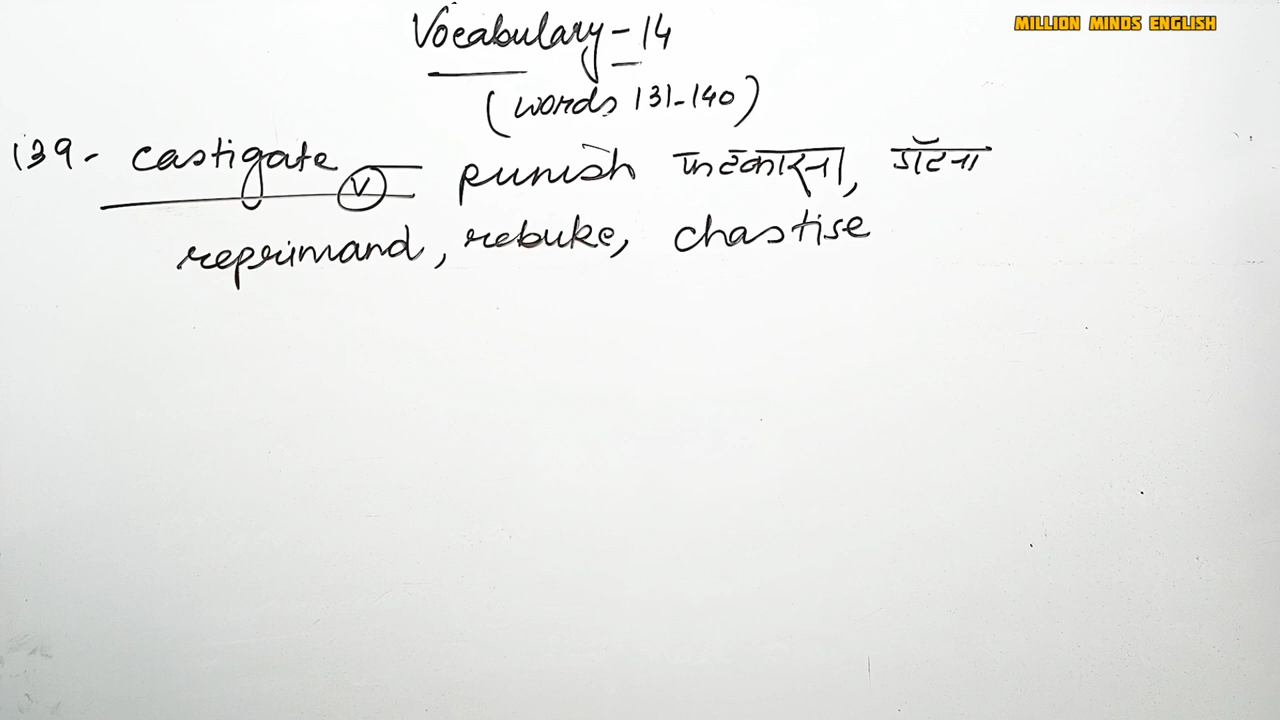 MILLION MINDS ENGLISH
Vocabulary-14
(words 131-140)
139- castigate V punish फटकारना, डॉटना
reprimand, rebuke, chastise